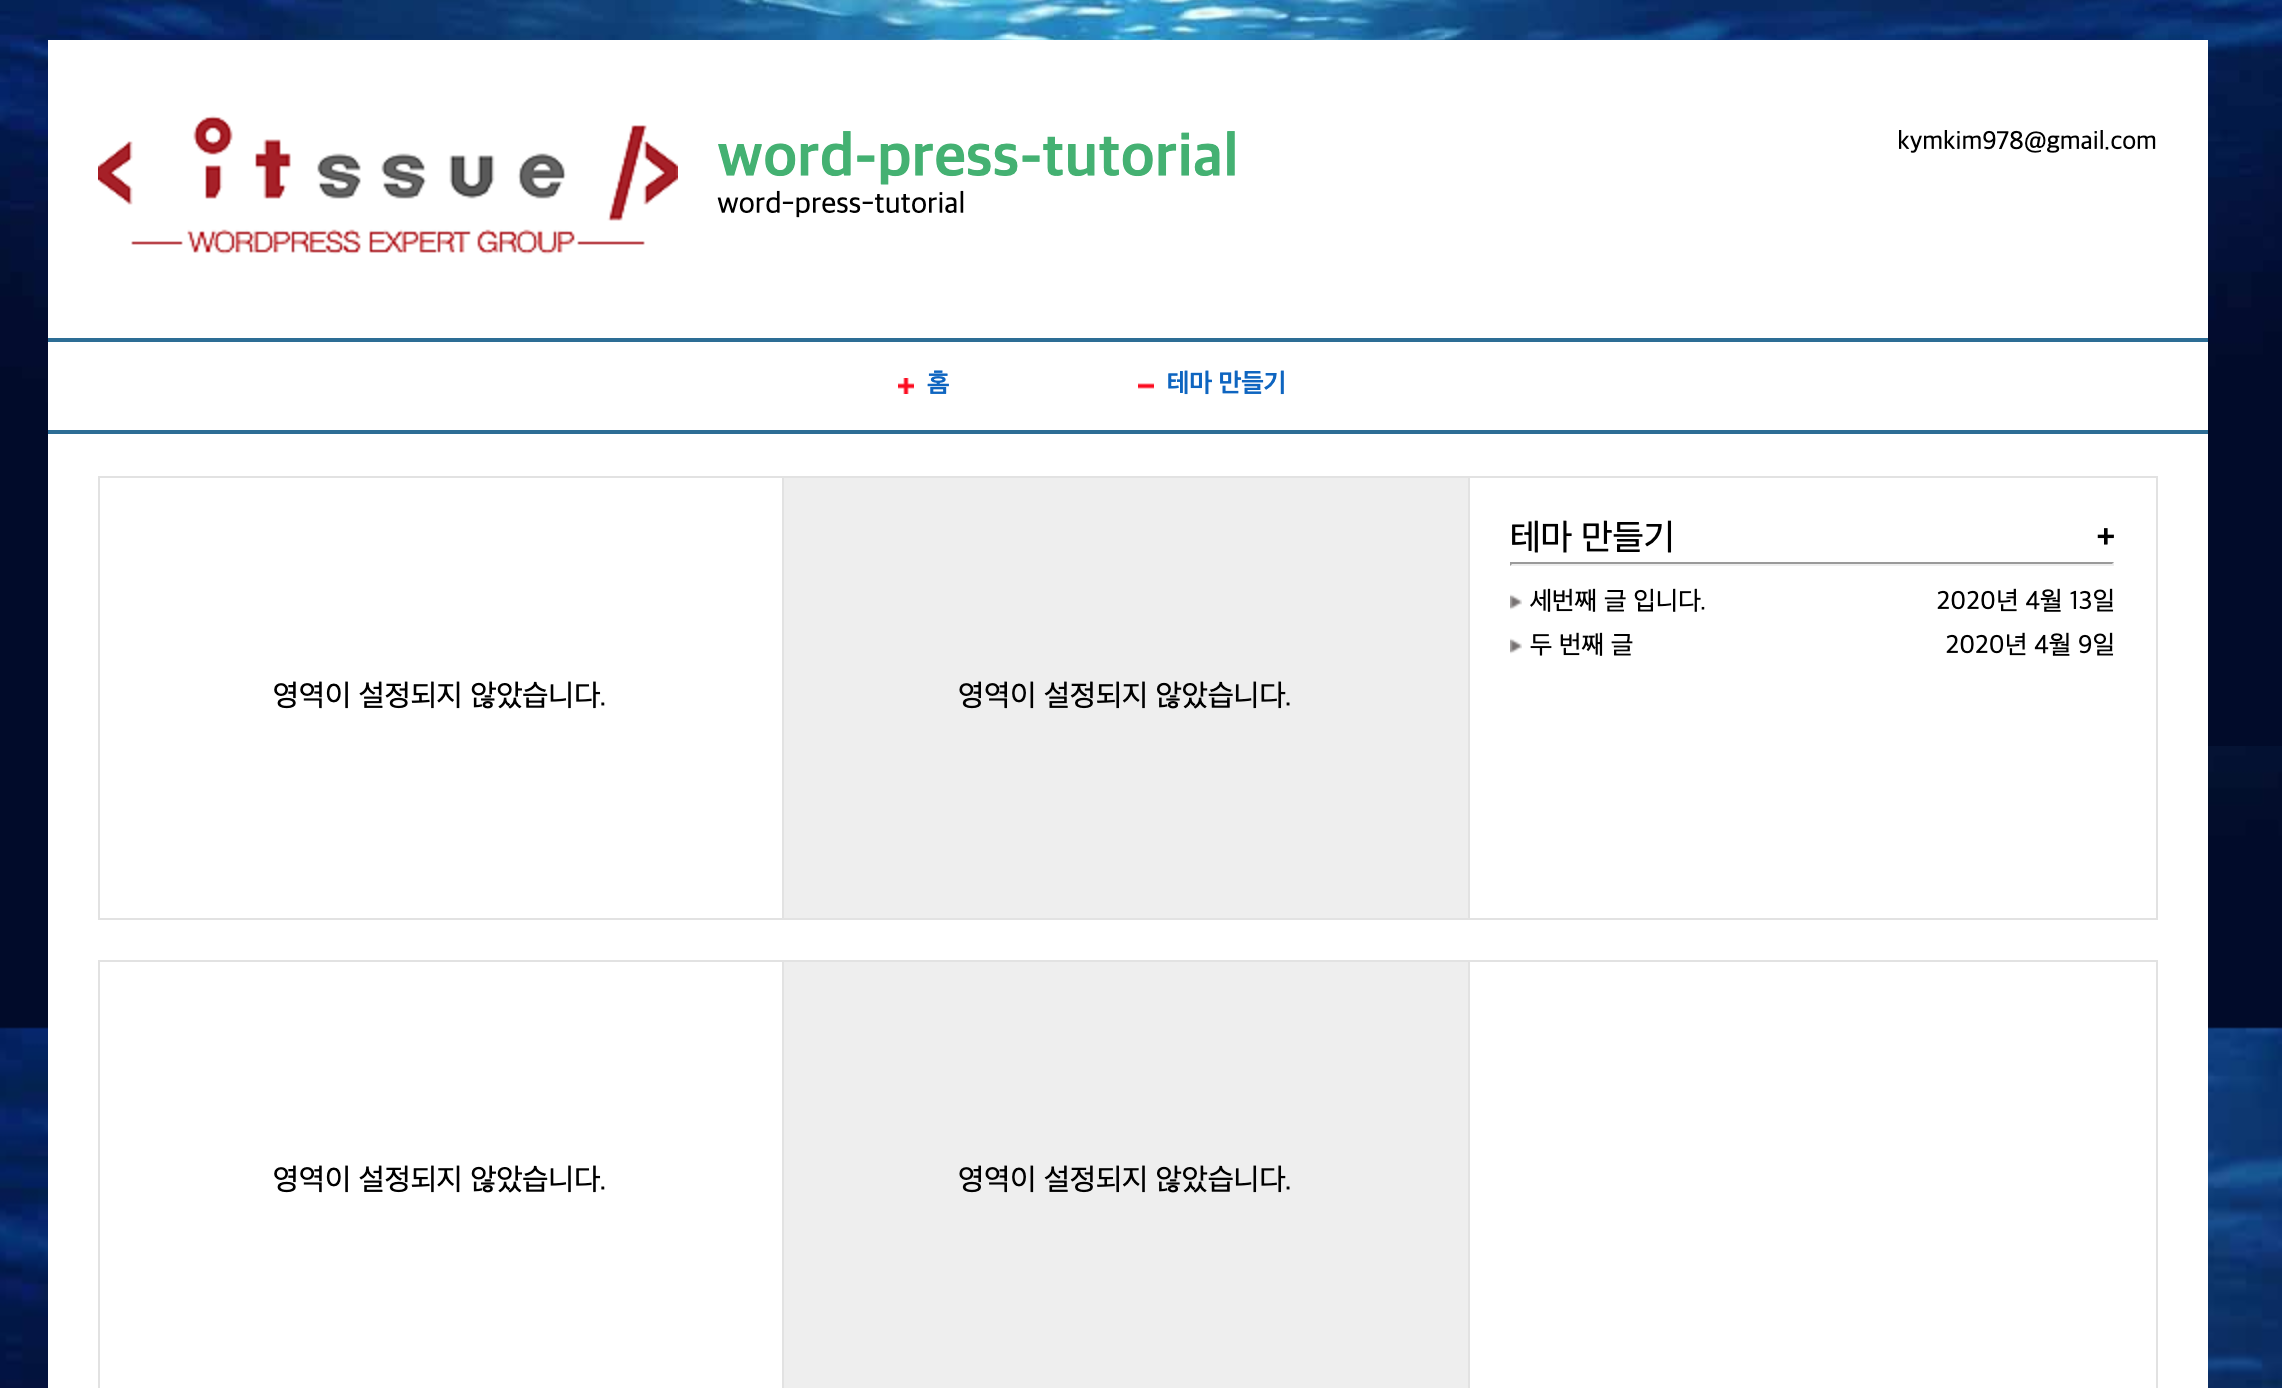 < itssue />
WORDPRESS EXPERT GROUP
word-press-tutorial
word-press-tutorial
kymkim978@gmail.com
+ 홈
− 테마 만들기
영역이 설정되지 않았습니다.
영역이 설정되지 않았습니다.
테마 만들기 +
세번째 글 입니다. 2020년 4월 13일
두 번째 글 2020년 4월 9일
영역이 설정되지 않았습니다.
영역이 설정되지 않았습니다.